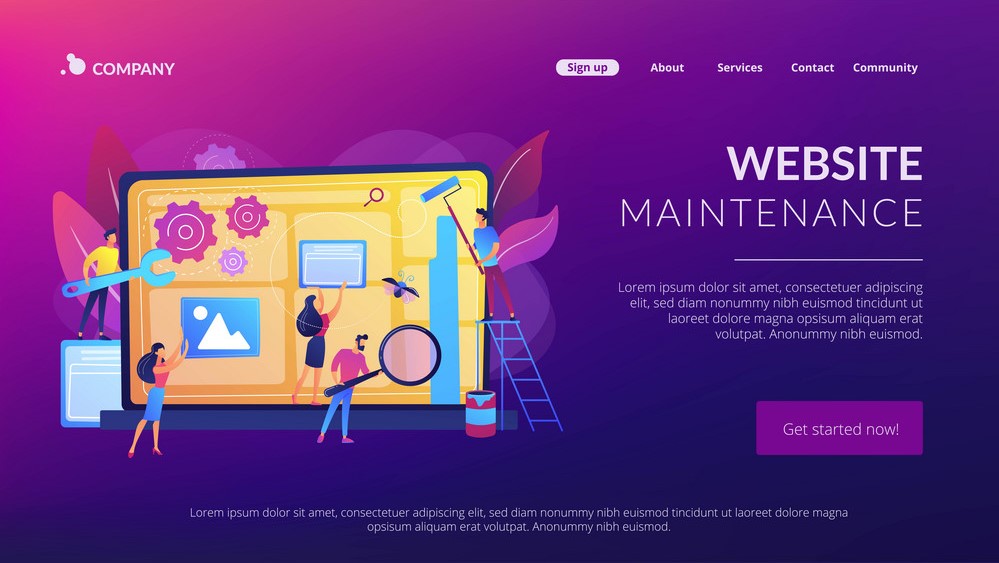 COMPANY
Sign up
About
Services
Contact
Community
WEBSITE
MAINTENANCE
Lorem ipsum dolor sit amet, consectetuer adipiscing
elit, sed diam nonummy nibh euismod tincidunt ut
laoreet dolore magna opsisum aliquam erat
volutpat. Anonummy nibh euismod.
Get started now!
Lorem ipsum dolor sit amet, consectetuer adipiscing elit, sed diam nonummy nibh euismod tincidunt ut laoreet dolore magna
opsisum aliquam erat volutpat. Anonummy nibh euismod.